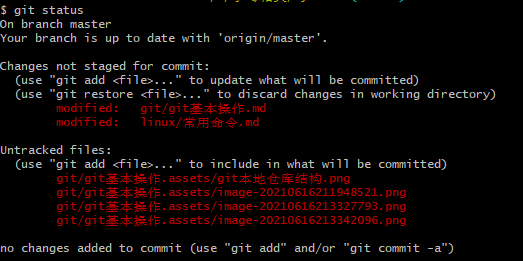 $ git status
On branch master
Your branch is up to date with 'origin/master'.
Changes not staged for commit:
(use "git add <file>..." to update what will be committed)
(use "git restore <file>..." to discard changes in working directory)
modified: git/git基本操作.md
modified: linux/常用命令.md
Untracked files:
(use "git add <file>..." to include in what will be committed)
git/git基本操作.assets/git本地仓库结构.png
git/git基本操作.assets/image-20210616211948521.png
git/git基本操作.assets/image-20210616213327793.png
git/git基本操作.assets/image-20210616213342096.png
no changes added to commit (use "git add" and/or "git commit -a")